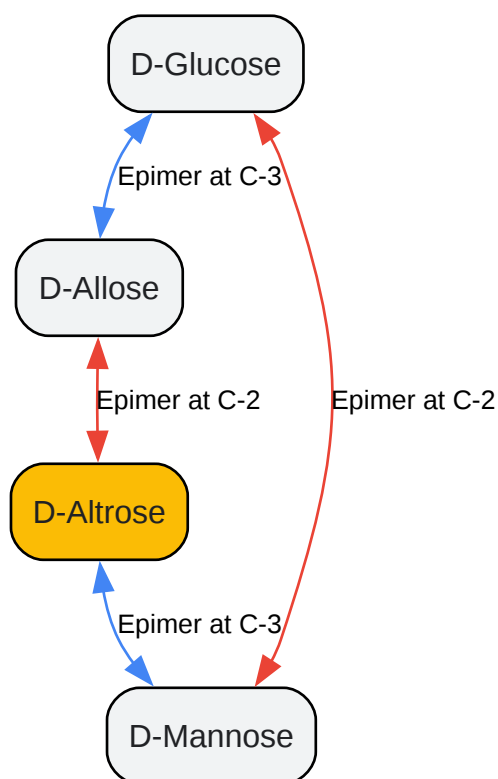 D-Glucose
Epimer at C-3
D-Allose
Epimer at C-2
Epimer at C-2
D-Altrose
Epimer at C-3
D-Mannose